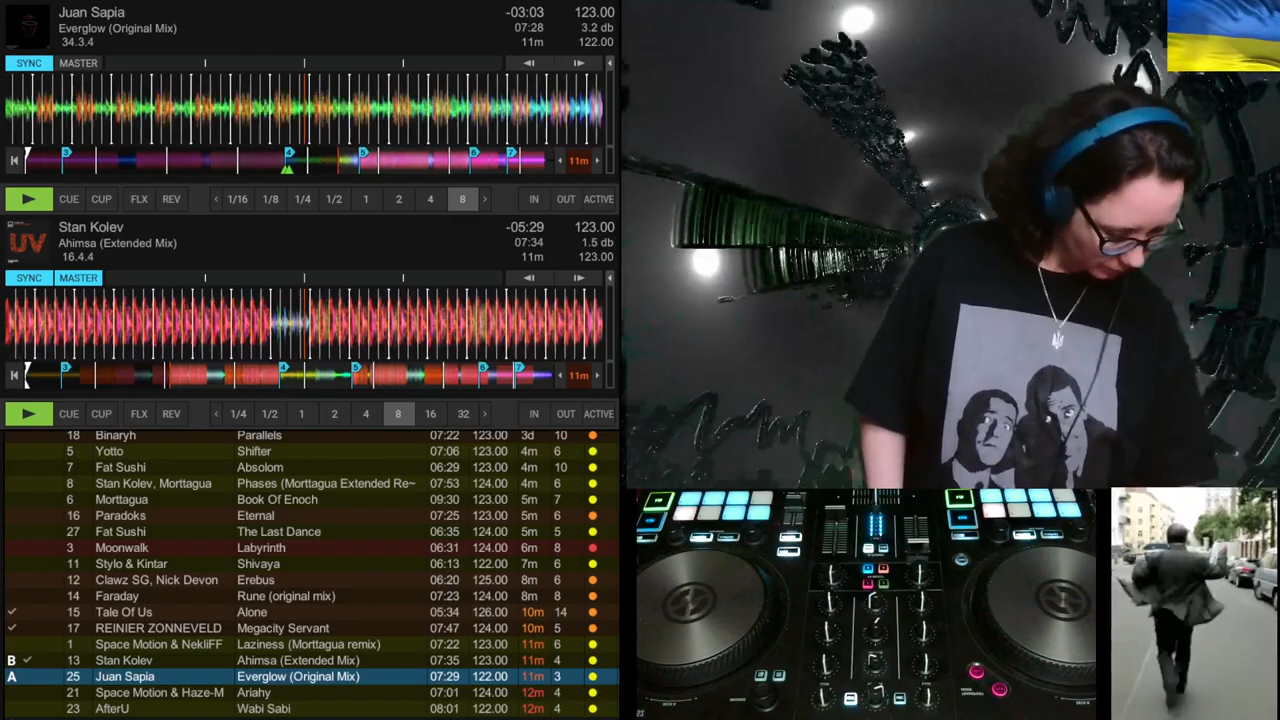 Juan Sapia -03:03 123.00
Everglow (Original Mix) 07:28 3.2 db
34.3.4 11m 122.00
SYNC MASTER
3 4 5 6 7
11m
CUE CUP FLX REV 1/16 1/8 1/4 1/2 1 2 4 8 IN OUT ACTIVE
Stan Kolev -05:29 123.00
UV
Ahimsa (Extended Mix) 07:34 1.5 db
16.4.4 11m 123.00
SYNC MASTER
3 4 5 6 7
11m
CUE CUP FLX REV 1/4 1/2 1 2 4 8 16 32 IN OUT ACTIVE
18 Binaryh Parallels 07:22 123.00 3d 10
5 Yotto Shifter 07:06 123.00 4m 6
7 Fat Sushi Absolom 06:29 123.00 4m 10
8 Stan Kolev, Morttagua Phases (Morttagua Extended Re~ 07:53 124.00 4m 6
6 Morttagua Book Of Enoch 09:30 123.00 5m 7
16 Paradoks Eternal 07:25 123.00 5m 6
27 Fat Sushi The Last Dance 06:35 124.00 5m 5
3 Moonwalk Labyrinth 06:31 124.00 6m 8
11 Stylo & Kintar Shivaya 06:13 122.00 7m 6
12 Clawz SG, Nick Devon Erebus 06:20 125.00 8m 6
14 Faraday Rune (original mix) 07:23 124.00 8m 8
15 Tale Of Us Alone 05:34 126.00 10m 14
17 REINIER ZONNEVELD Megacity Servant 07:47 124.00 10m 5
1 Space Motion & NekliFF Laziness (Morttagua remix) 07:22 123.00 11m 6
B 13 Stan Kolev Ahimsa (Extended Mix) 07:35 123.00 11m 4
A 25 Juan Sapia Everglow (Original Mix) 07:29 122.00 11m 3
21 Space Motion & Haze-M Ariahy 07:01 124.00 12m 4
23 AfterU Wabi Sabi 08:01 122.00 12m 4